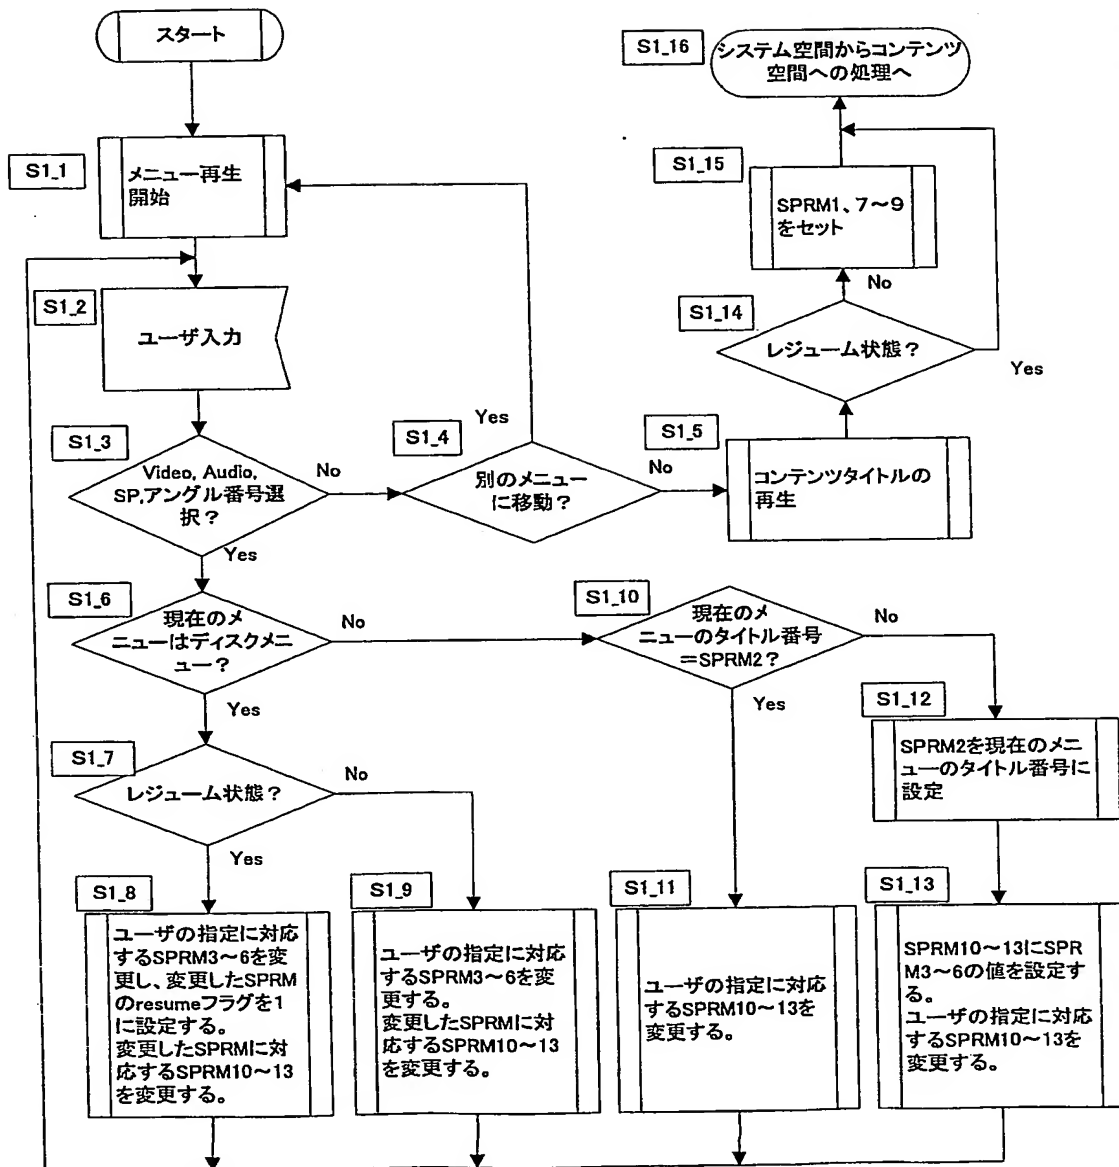 スタート
S1_1
メニュー再生
開始
S1_2
ユーザ入力
S1_3
Video, Audio,
SP,アングル番号選
択？
No
Yes
S1_4
別のメニュー
に移動？
Yes
No
S1_5
コンテンツタイトルの
再生
S1_14
レジューム状態？
No
Yes
S1_15
SPRM1、7～9
をセット
S1_16
システム空間からコンテンツ
空間への処理へ
S1_6
現在のメ
ニューはディスクメニ
ュー？
No
Yes
S1_10
現在のメ
ニューのタイトル番号
＝SPRM2？
No
Yes
S1_12
SPRM2を現在のメニ
ューのタイトル番号に
設定
S1_7
レジューム状態？
No
Yes
S1_8
ユーザの指定に対応
するSPRM3～6を変
更し、変更したSPRM
のresumeフラグを1
に設定する。
変更したSPRMに対
応するSPRM10～13
を変更する。
S1_9
ユーザの指定に対応
するSPRM3～6を変
更する。
変更したSPRMに対
応するSPRM10～13
を変更する。
S1_11
ユーザの指定に対応
するSPRM10～13を
変更する。
S1_13
SPRM10～13にSPR
M3～6の値を設定す
る。
ユーザの指定に対応
するSPRM10～13を
変更する。